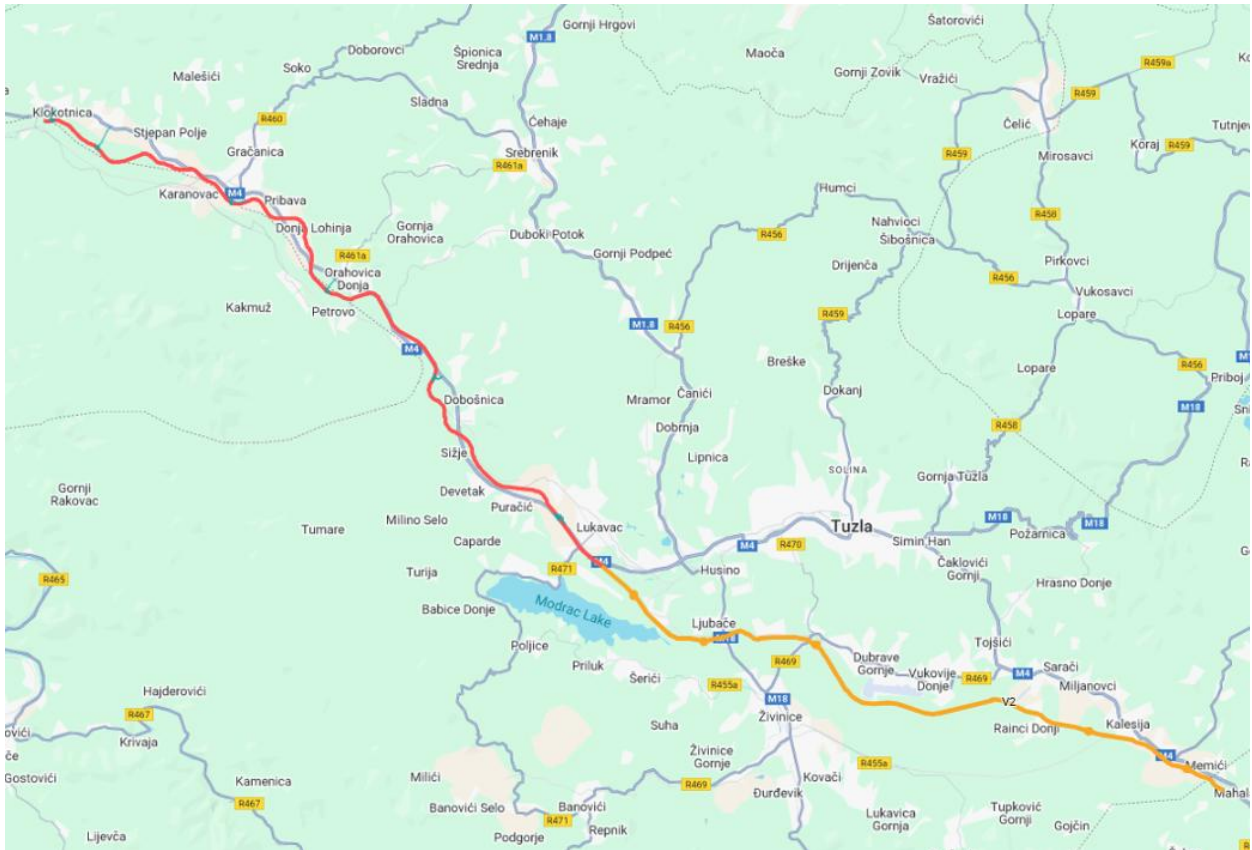 Gornji Hrgovi
Šatorovići
M1.8
Doborovci
Špionica
Srednja
Maoča
Soko
Malešići
Gornji Zovik
Vražići
R459a
Sladna
R459
Klokotnica
R460
Čehaje
Čelić
Stjepan Polje
Koraj
Tutnjev
Gračanica
Srebrenik
R461a
R459
Mirosavci
R459
Karanovac
M4
Pribava
Humci
Donja Lohinja
Gornja
Orahovica
Duboki Potok
R456
Nahvioci
R458
Šibošnica
R461a
Gornji Podpeć
Orahovica
Donja
Drijenča
Pirkovci
R456
Vukosavci
Kakmuž
Petrovo
R459
Lopare
M1.8
R456
M4
Breške
Lopare
R456
Priboj
Dokanj
Čanići
Mramor
Dobošnica
M18
Dobrnja
R458
Sižje
Lipnica
SOLINA
Gornja Tuzla
Gornji
Rakovac
Devetak
Puračić
Milino Selo
Lukavac
Tuzla
M18
M18
Tumare
Požarnica
Caparde
M4
R470
Simin Han
M4
R471
Husino
Čaklovići
Gornji
R465
Turija
Hrasno Donje
Babice Donje
Modrac Lake
Ljubače
Tojšići
Poljice
R469
Dubrave
Gornje
Priluk
Vukovije
Donje
R469
M4
Sarači
Šerići
R455a
Miljanovci
Hajderovići
M18
V2
R467
Živinice
Suha
Rainci Donji
Kalesija
Krivaja
M4
Memići
Živinice
Gornje
R455a
Gostovići
Kamenica
Milići
Kovači
R469
Mahala
R467
Đurđevik
Banovići Selo
Banovići
Tupković
Gornji
Lukavica
Gornja
R471
Repnik
Gojčin
Lijevča
Podgorje